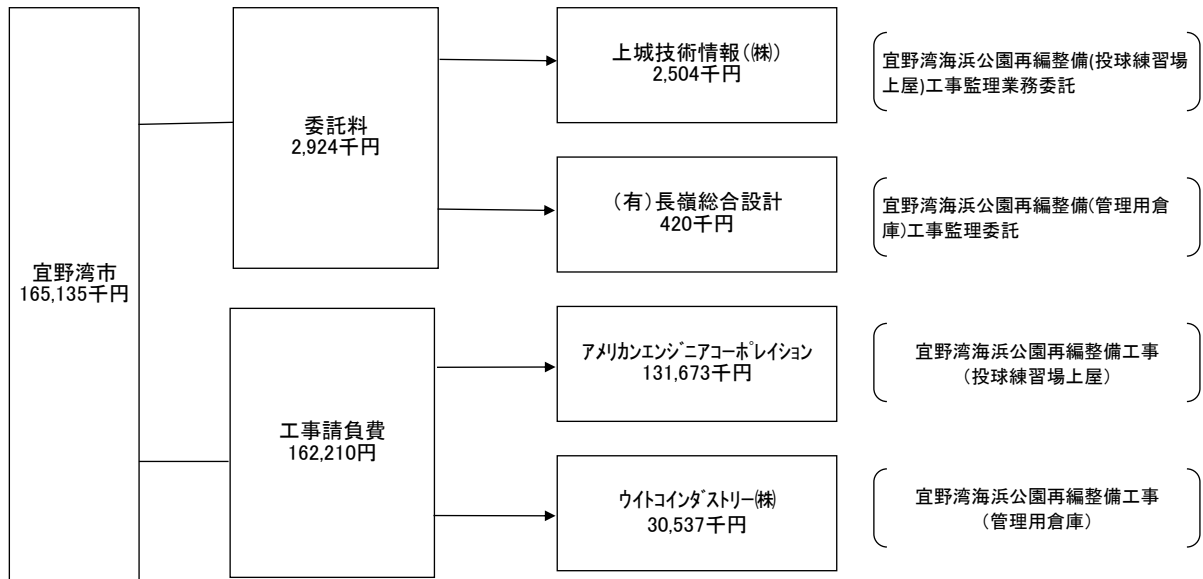 宜野湾市
165,135千円
委託料
2,924千円
上城技術情報(㈱)
2,504千円
宜野湾海浜公園再編整備(投球練習場
上屋)工事監理業務委託
(有)長嶺総合設計
420千円
宜野湾海浜公園再編整備(管理用倉
庫)工事監理委託
工事請負費
162,210円
ｱﾒﾘｶﾝｴﾝｼﾞﾆｱｺｰﾎﾟﾚｲｼｮﾝ
131,673千円
宜野湾海浜公園再編整備工事
(投球練習場上屋)
ｳｲﾄｺｲﾝﾀﾞｽﾄﾘｰ㈱
30,537千円
宜野湾海浜公園再編整備工事
(管理用倉庫)